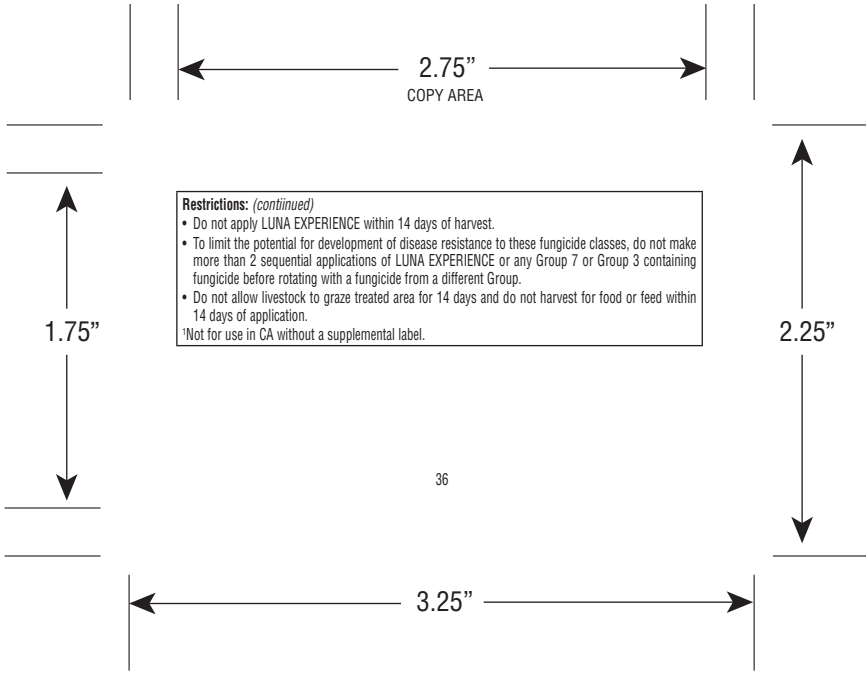 2.75”
COPY AREA
Restrictions: (contiinued)
• Do not apply LUNA EXPERIENCE within 14 days of harvest.
• To limit the potential for development of disease resistance to these fungicide classes, do not make
more than 2 sequential applications of LUNA EXPERIENCE or any Group 7 or Group 3 containing
fungicide before rotating with a fungicide from a different Group.
• Do not allow livestock to graze treated area for 14 days and do not harvest for food or feed within
14 days of application.
¹Not for use in CA without a supplemental label.
1.75”
2.25”
36
3.25”